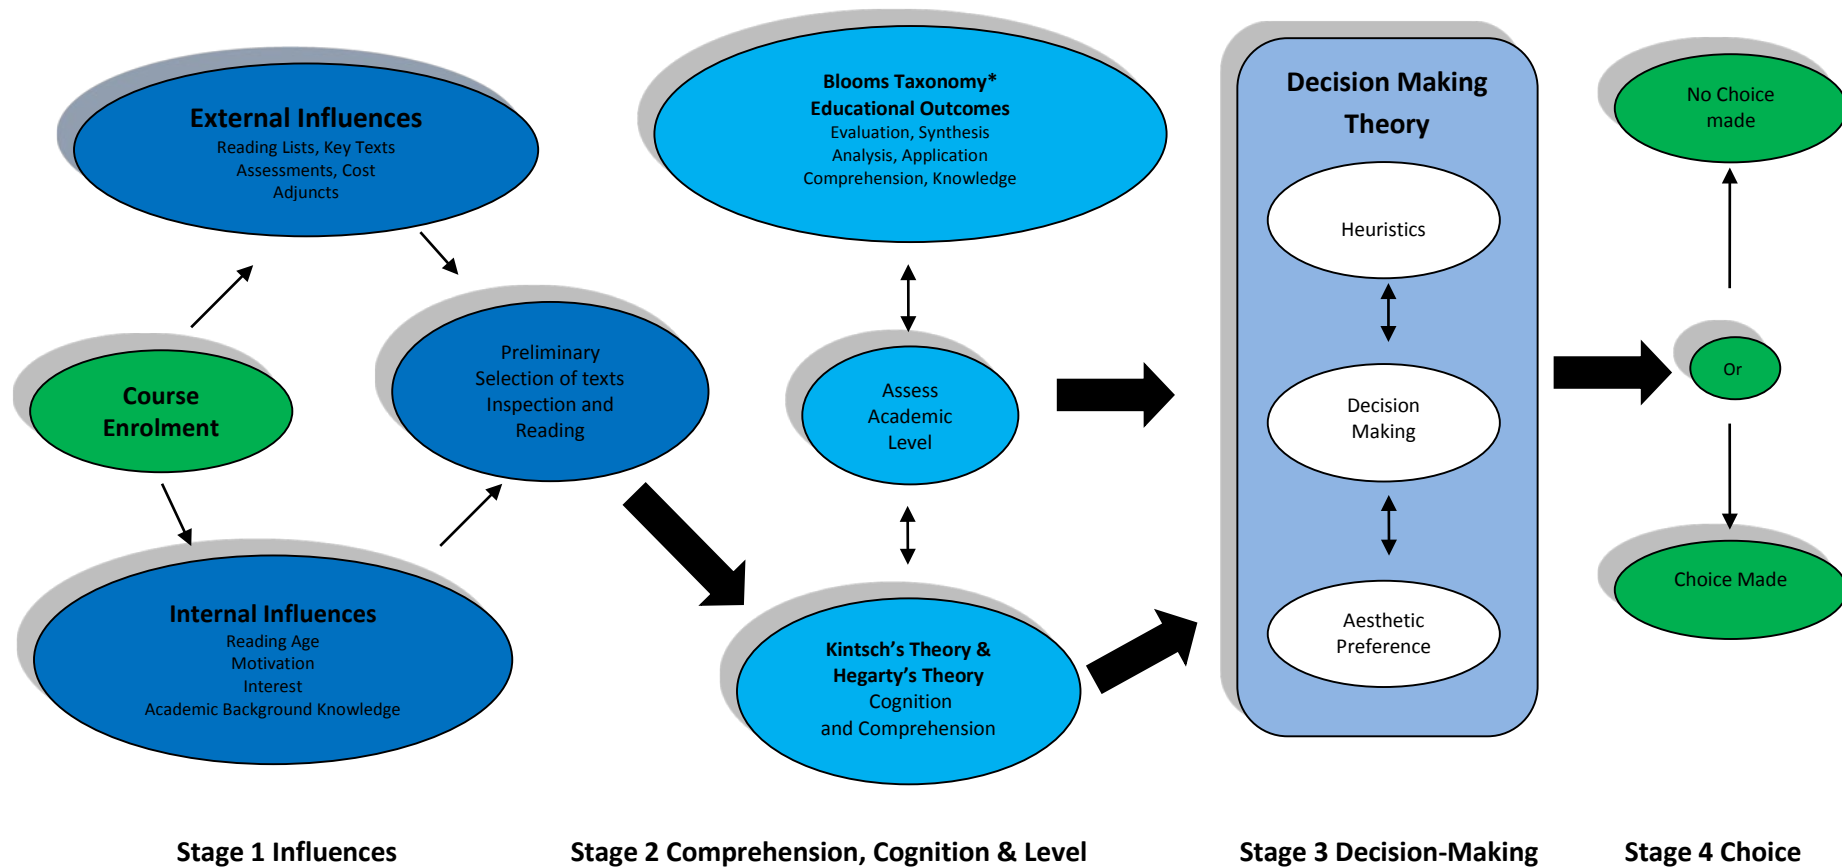 External Influences
Reading Lists, Key Texts
Assessments, Cost
Adjuncts
Course
Enrolment
Internal Influences
Reading Age
Motivation
Interest
Academic Background Knowledge
Preliminary
Selection of texts
Inspection and
Reading
Blooms Taxonomy*
Educational Outcomes
Evaluation, Synthesis
Analysis, Application
Comprehension, Knowledge
Assess
Academic
Level
Kintsch’s Theory &
Hegarty’s Theory
Cognition
and Comprehension
Decision Making
Theory
Heuristics
Decision
Making
Aesthetic
Preference
No Choice
made
Or
Choice Made
Stage 1 Influences
Stage 2 Comprehension, Cognition & Level
Stage 3 Decision-Making
Stage 4 Choice